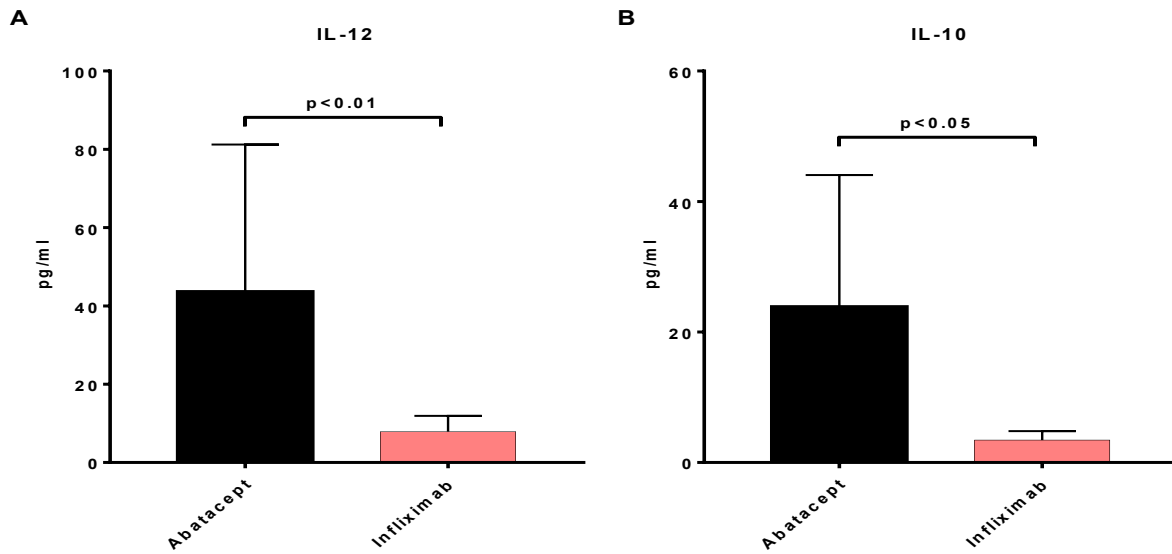 A
IL-12
100
80
60
40
20
0
pg/ml
p<0.01
Abatacept
Infliximab
B
IL-10
60
40
20
0
pg/ml
p<0.05
Abatacept
Infliximab